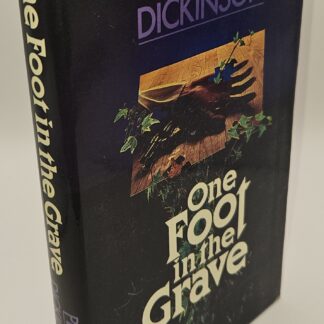 DICKINSON
One
Foot
in the
Grave
One Foot in the Grave